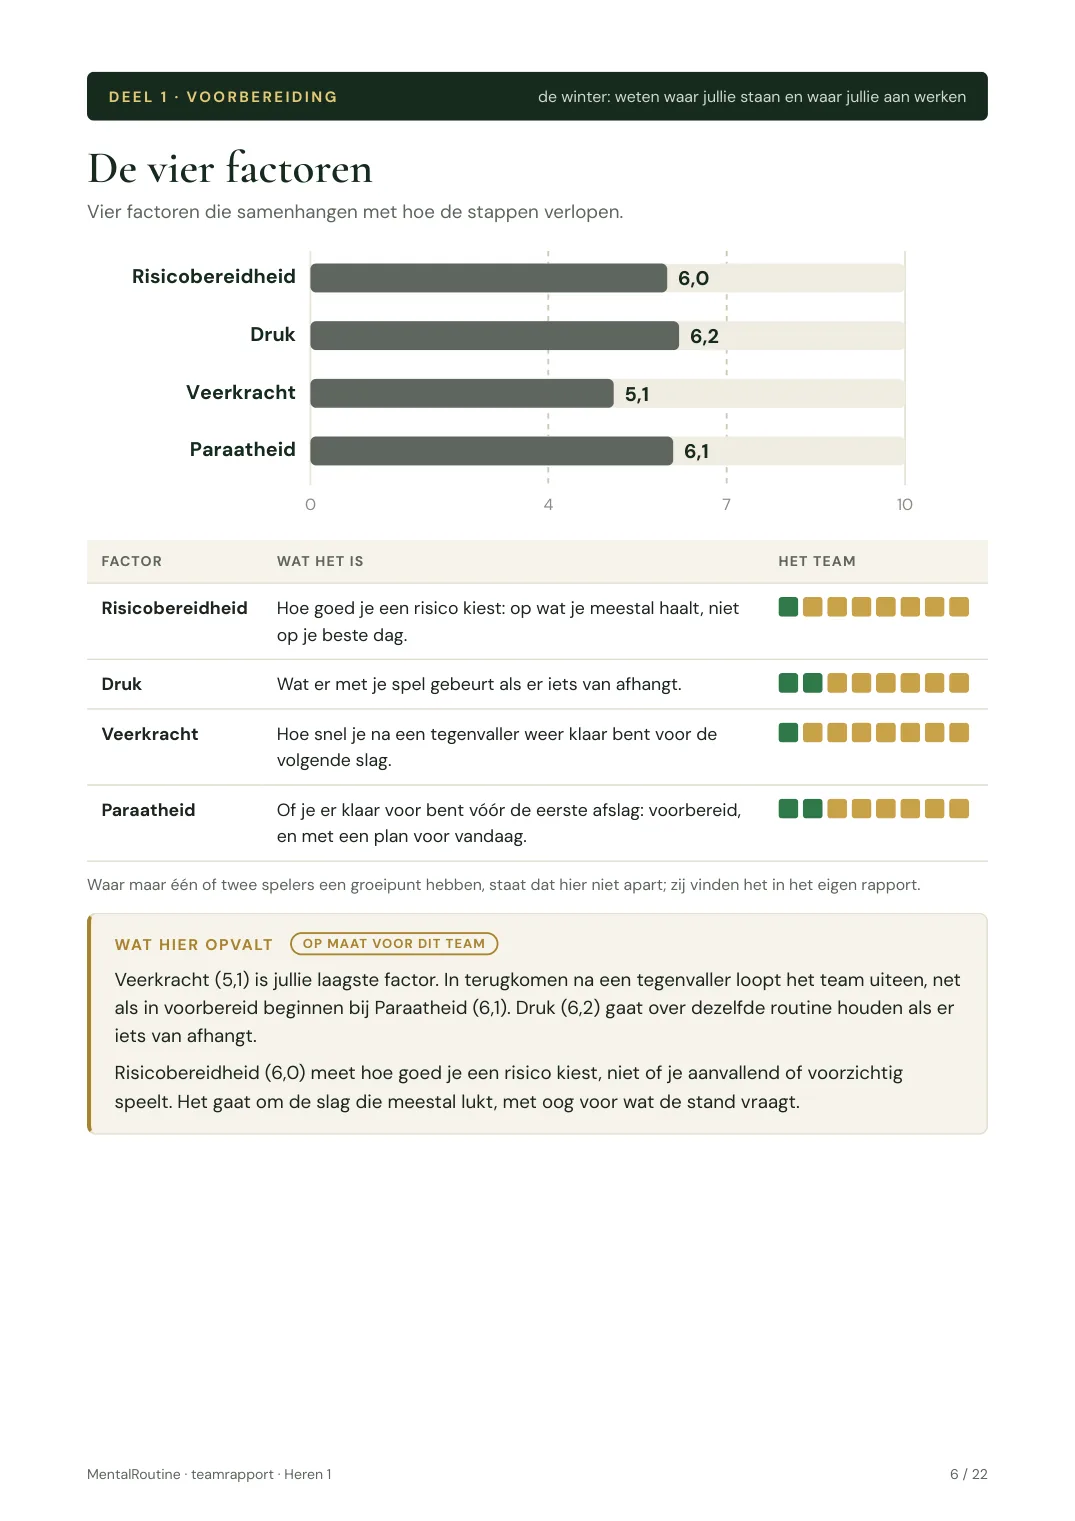 DEEL 1 · VOORBEREIDING
de winter: weten waar jullie staan en waar jullie aan werken
De vier factoren
Vier factoren die samenhangen met hoe de stappen verlopen.
Risicobereidheid
6,0
Druk
6,2
Veerkracht
5,1
Paraatheid
6,1
0
4
7
10
FACTOR
WAT HET IS
HET TEAM
Risicobereidheid
Hoe goed je een risico kiest: op wat je meestal haalt, niet
op je beste dag.
Druk
Wat er met je spel gebeurt als er iets van afhangt.
Veerkracht
Hoe snel je na een tegenvaller weer klaar bent voor de
volgende slag.
Paraatheid
Of je er klaar voor bent vóór de eerste afslag: voorbereid,
en met een plan voor vandaag.
Waar maar één of twee spelers een groeipunt hebben, staat dat hier niet apart; zij vinden het in het eigen rapport.
WAT HIER OPVALT
OP MAAT VOOR DIT TEAM
Veerkracht (5,1) is jullie laagste factor. In terugkomen na een tegenvaller loopt het team uiteen, net
als in voorbereid beginnen bij Paraatheid (6,1). Druk (6,2) gaat over dezelfde routine houden als er
iets van afhangt.
Risicobereidheid (6,0) meet hoe goed je een risico kiest, niet of je aanvallend of voorzichtig
speelt. Het gaat om de slag die meestal lukt, met oog voor wat de stand vraagt.
MentalRoutine · teamrapport · Heren 1
6 / 22